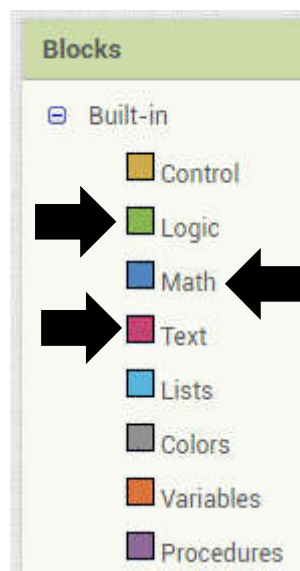 Blocks
Built-in
Control
Logic
Math
Text
Lists
Colors
Variables
Procedures